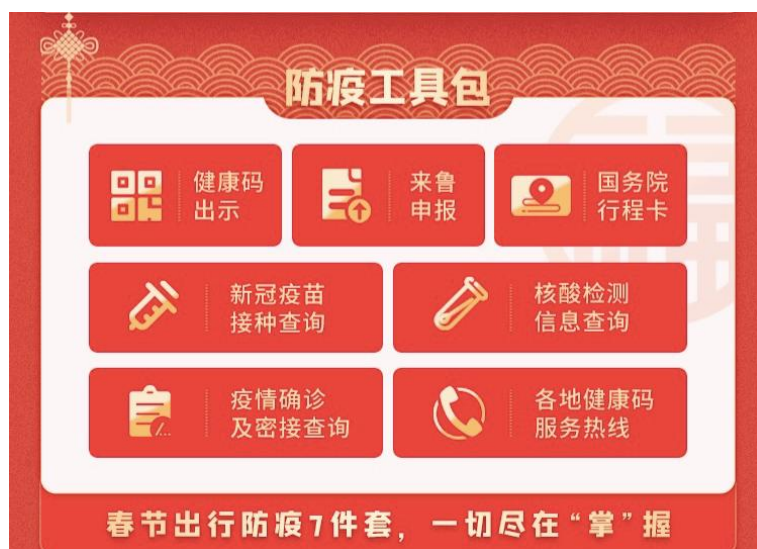 防疫工具包
健康码
出示
来鲁
申报
国务院
行程卡
新冠疫苗
接种查询
核酸检测
信息查询
疫情确诊
及密接查询
各地健康码
服务热线
春节出行防疫7件套，一切尽在“掌”握